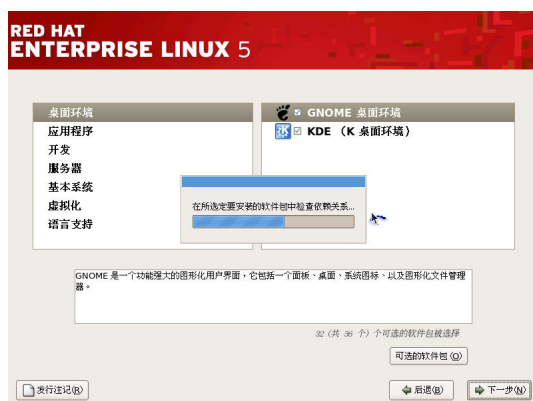 RED HAT
ENTERPRISE LINUX 5
桌面环境
应用程序
开发
服务器
基本系统
虚拟化
语言支持
GNOME 桌面环境
KDE （K 桌面环境）
在所选定要安装的软件包中检查依赖关系...
GNOME 是一个功能强大的图形化用户界面，它包括一个面板、桌面、系统图标、以及图形化文件管理
器。
32（共 36 个）个可选的软件包被选择
可选的软件包(O)
发行注记(R)
后退(B)
下一步(N)